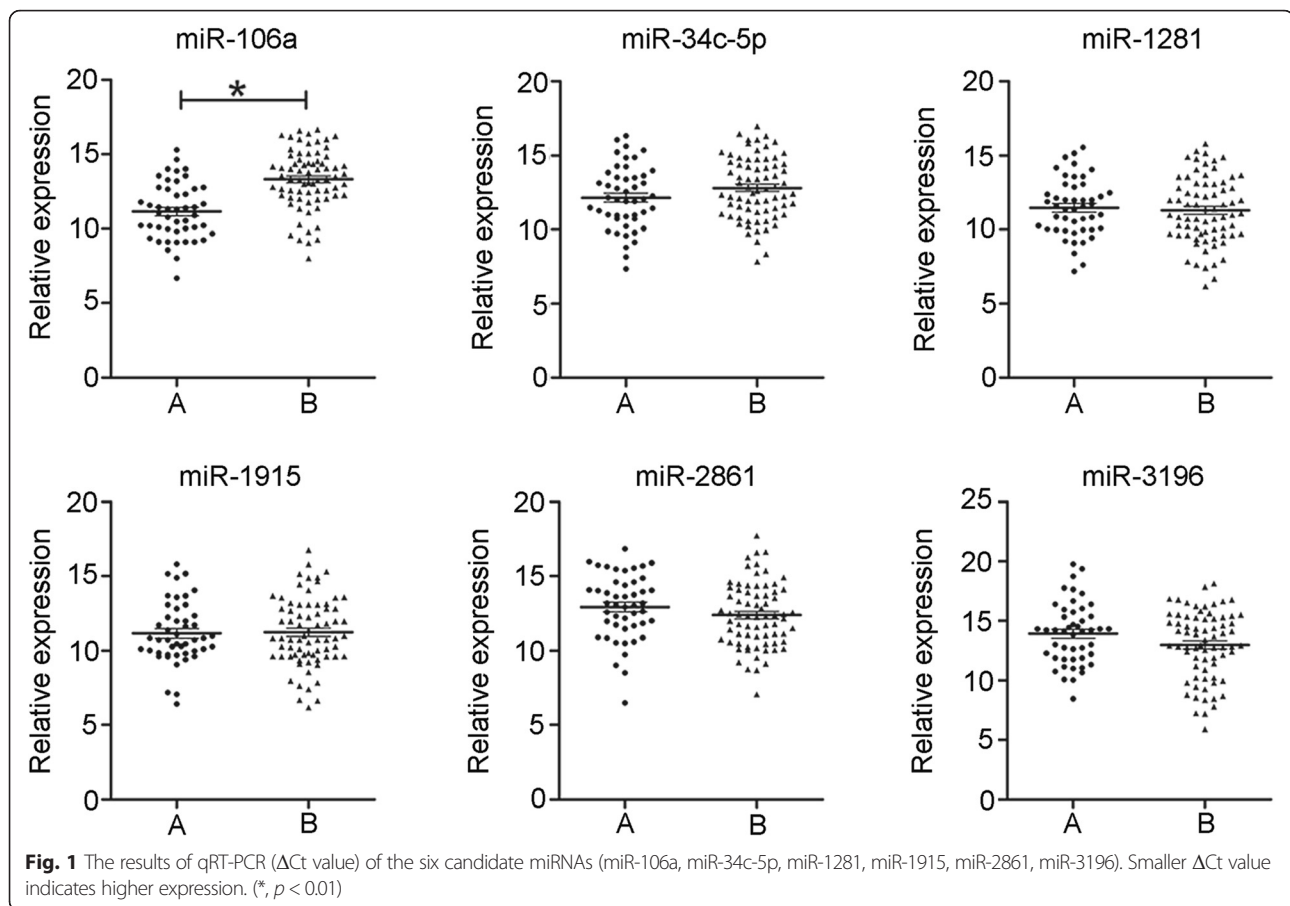 miR-106a
miR-34c-5p
miR-1281
Relative expression
20
15
10
5
0
*
A
B
Relative expression
20
15
10
5
0
A
B
Relative expression
20
15
10
5
0
A
B
miR-1915
miR-2861
miR-3196
Relative expression
20
15
10
5
0
A
B
Relative expression
20
15
10
5
0
A
B
Relative expression
25
20
15
10
5
0
A
B
Fig. 1 The results of qRT-PCR (ΔCt value) of the six candidate miRNAs (miR-106a, miR-34c-5p, miR-1281, miR-1915, miR-2861, miR-3196). Smaller ΔCt value
indicates higher expression. (*, p < 0.01)